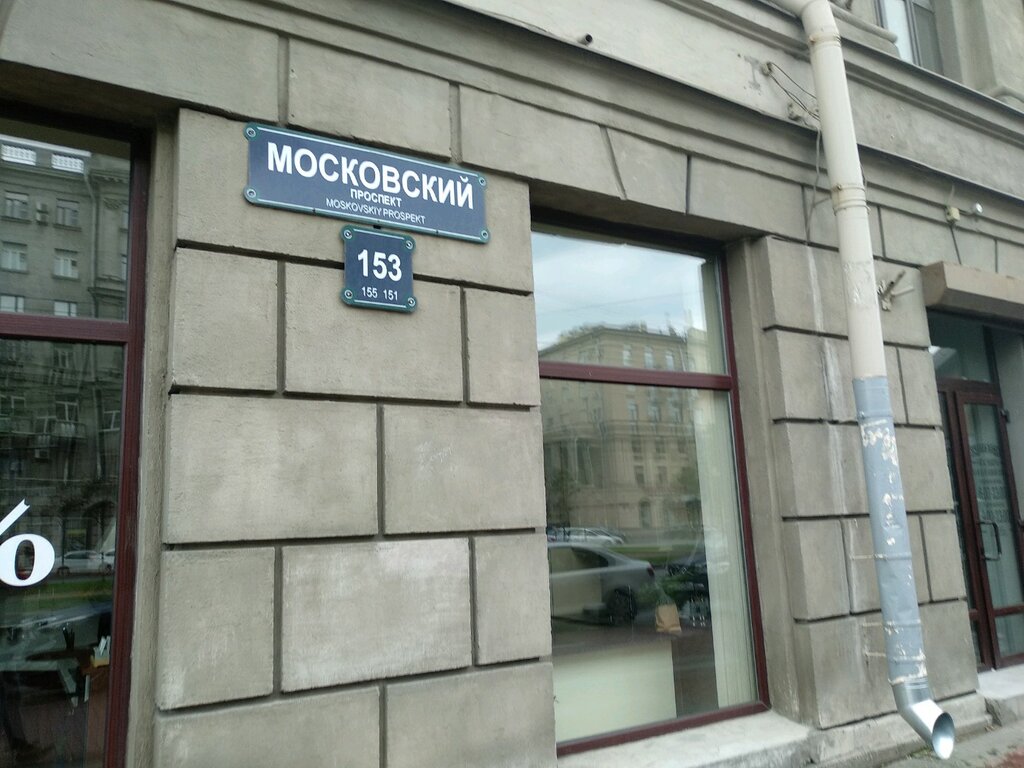 МОСКОВСКИЙ
ПРОСПЕКТ
MOSKOVSKIY PROSPEKT
153
155 151
%